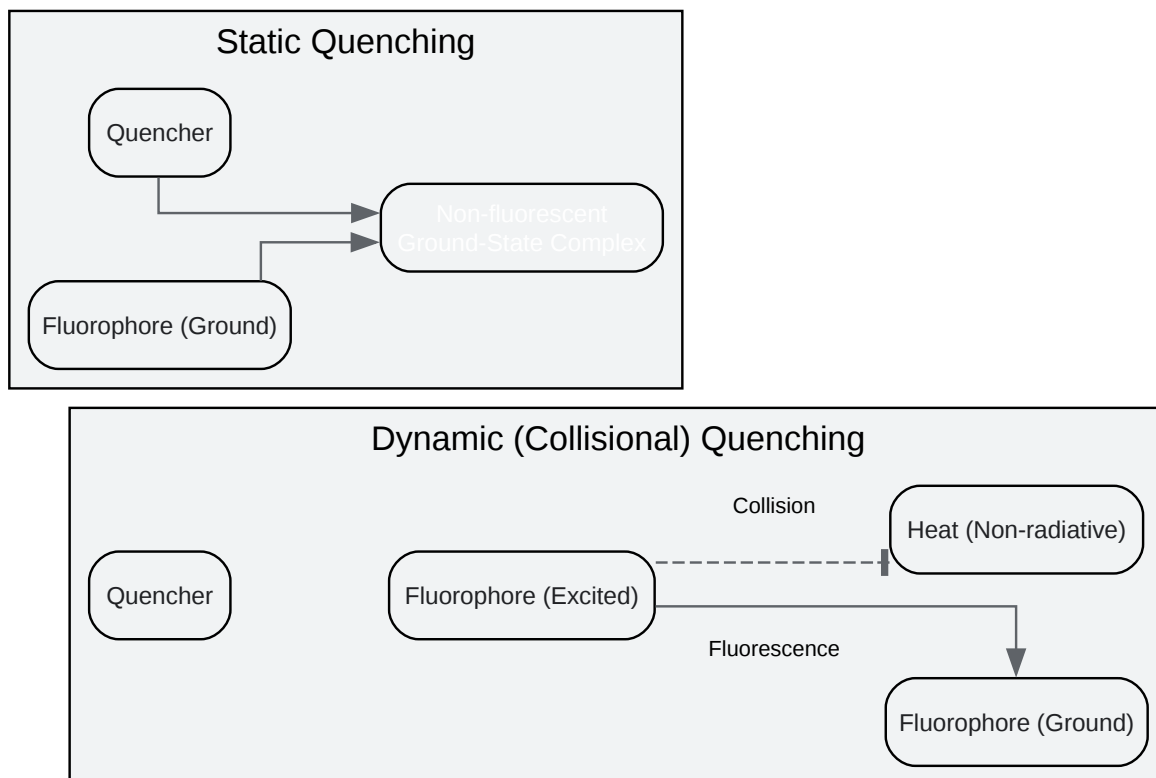 Static Quenching
Quencher
Non-fluorescent
Ground-State Complex
Fluorophore (Ground)
Dynamic (Collisional) Quenching
Collision
Heat (Non-radiative)
Quencher
Fluorophore (Excited)
Fluorescence
Fluorophore (Ground)